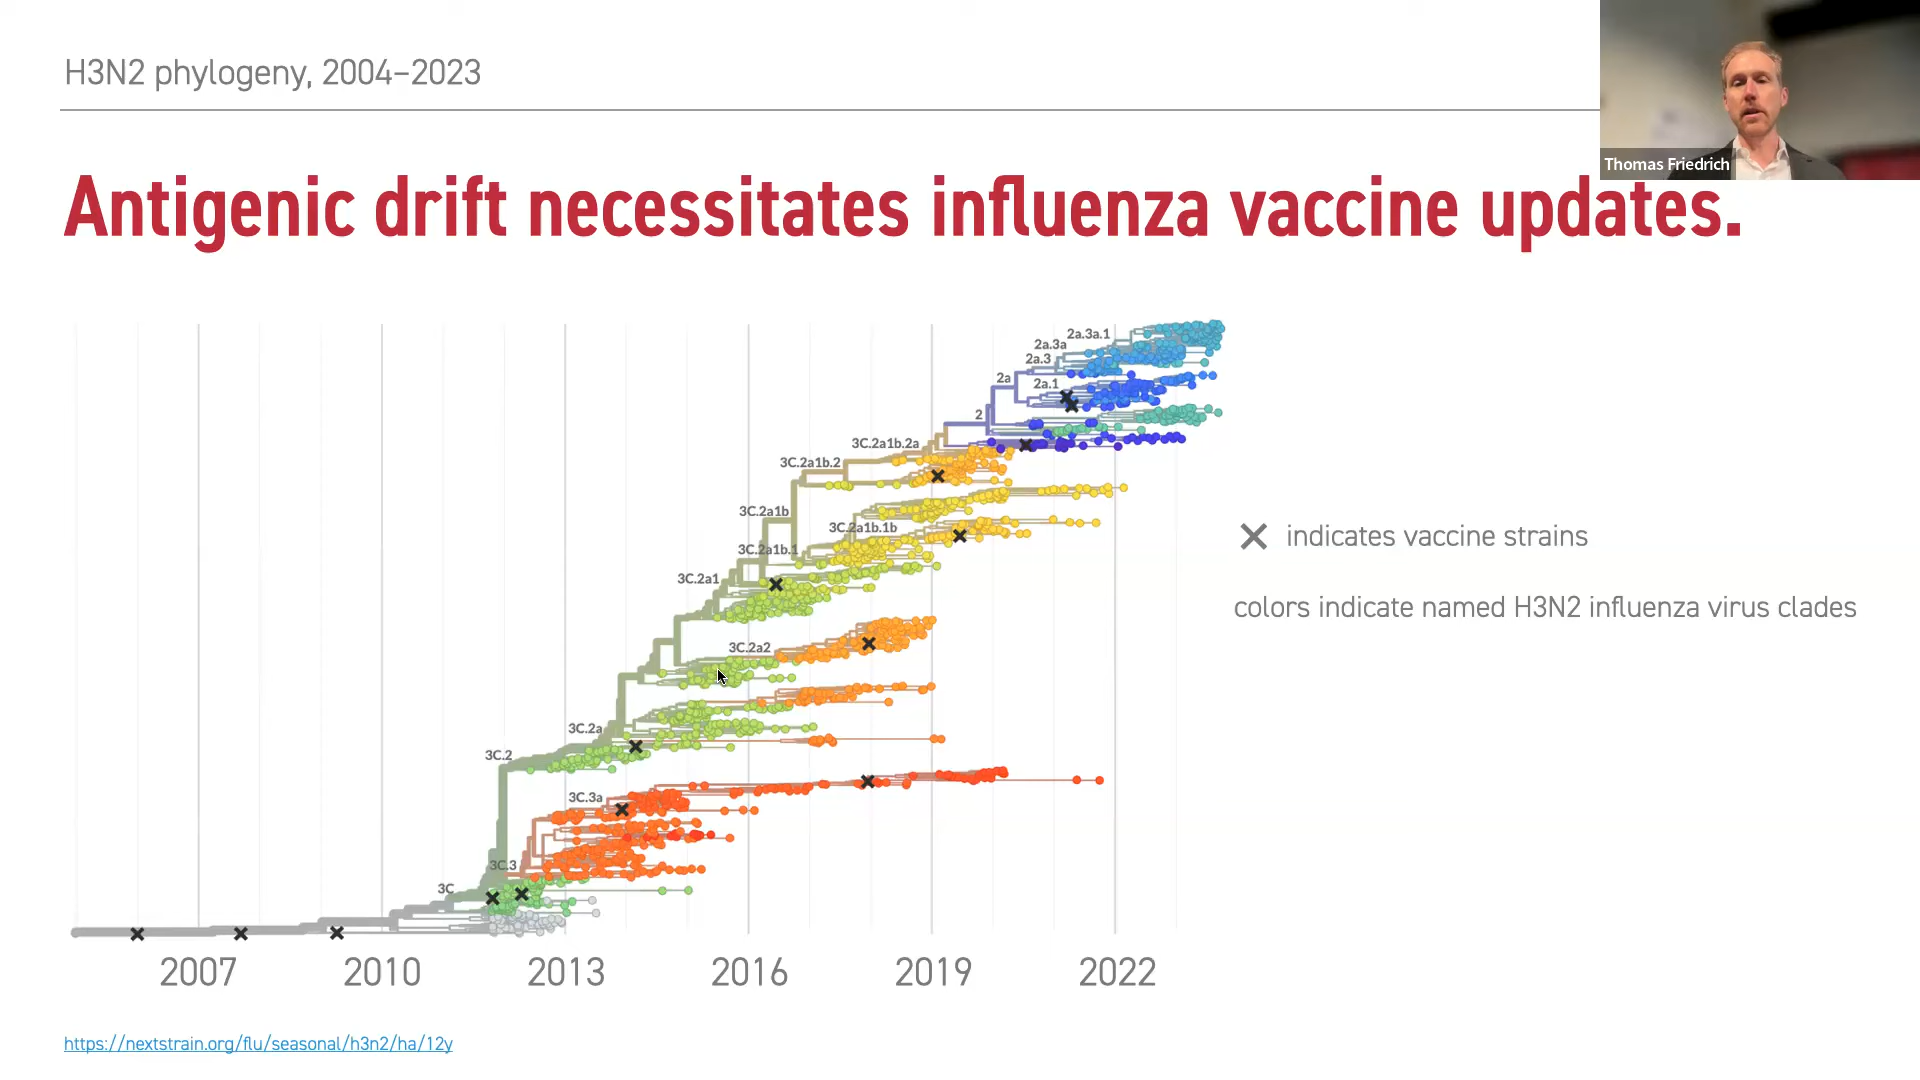 H3N2 phylogeny, 2004–2023
Thomas Friedrich
Antigenic drift necessitates influenza vaccine updates.
2a.3a.1
2a.3a
2a.3
2a
2a.1
2
3C.2a1b.2a
3C.2a1b.2
3C.2a1b
3C.2a1b.1b
3C.2a1b.1
3C.2a1
3C.2a2
3C.2a
3C.2
3C.3a
3C.3
3C
indicates vaccine strains
colors indicate named H3N2 influenza virus clades
2007 2010 2013 2016 2019 2022
https://nextstrain.org/flu/seasonal/h3n2/ha/12y